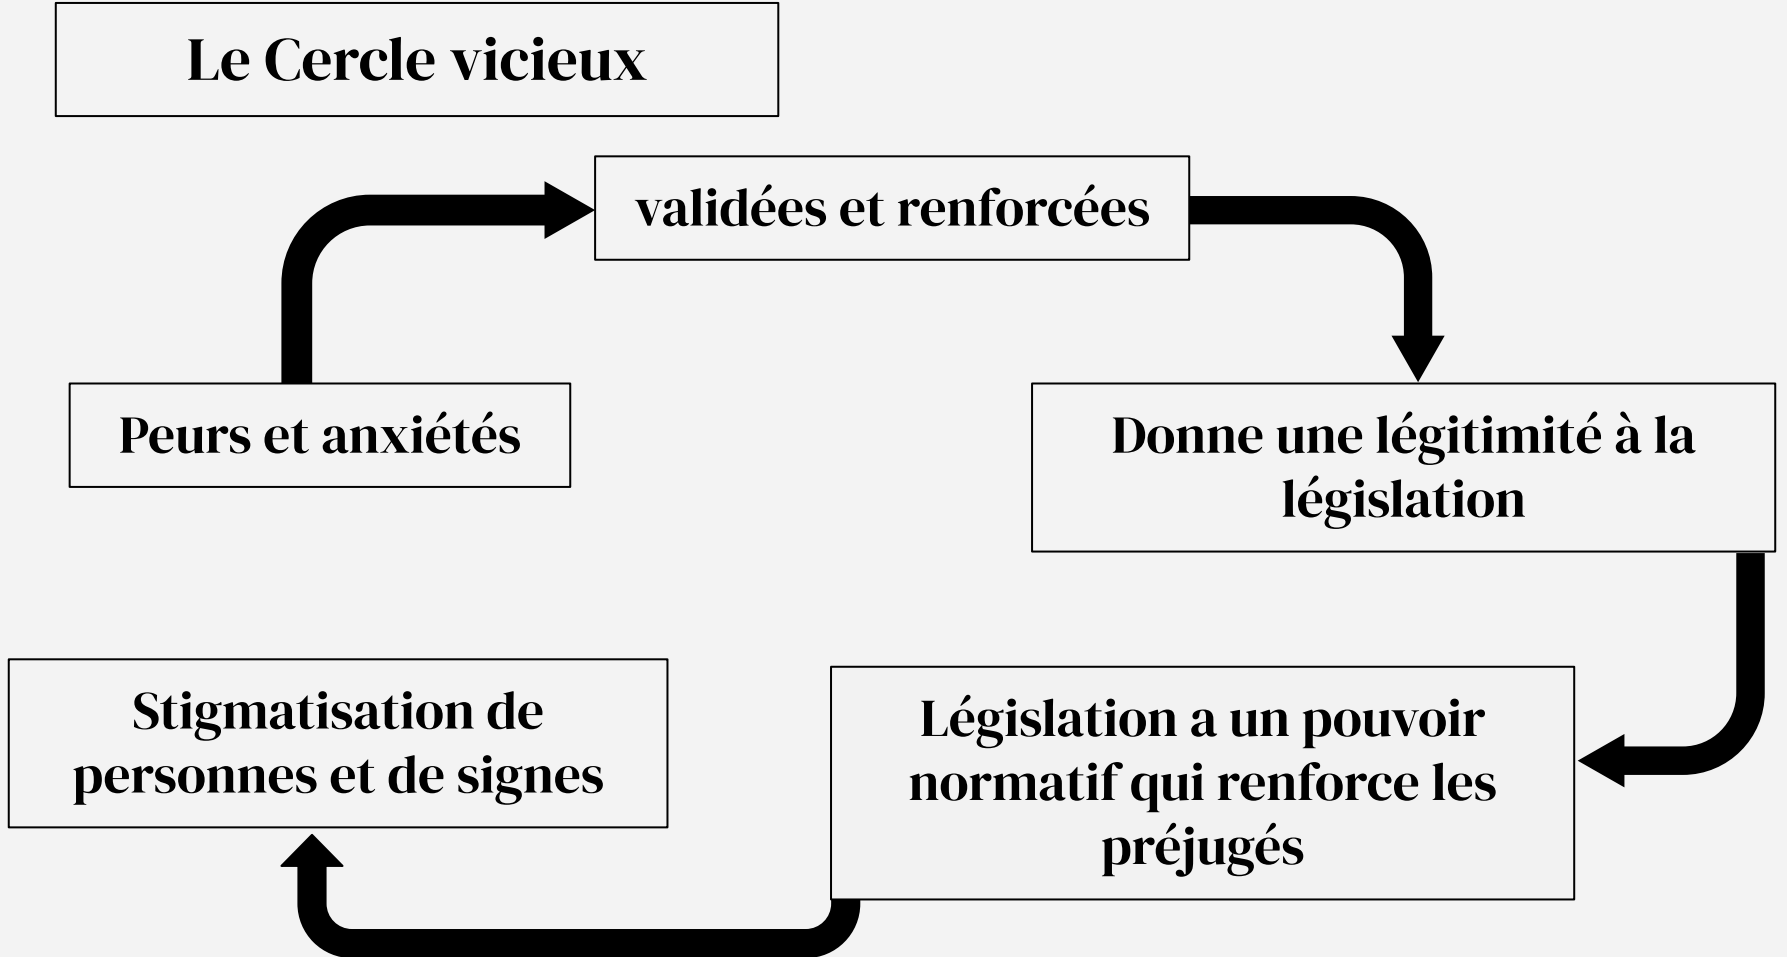 Le Cercle vicieux
validées et renforcées
Peurs et anxiétés
Donne une légitimité à la
législation
Législation a un pouvoir
normatif qui renforce les
préjugés
Stigmatisation de
personnes et de signes